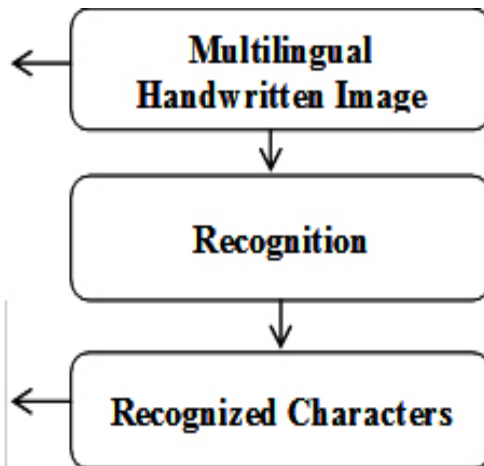 Multilingual
Handwritten Image
Recognition
Recognized Characters